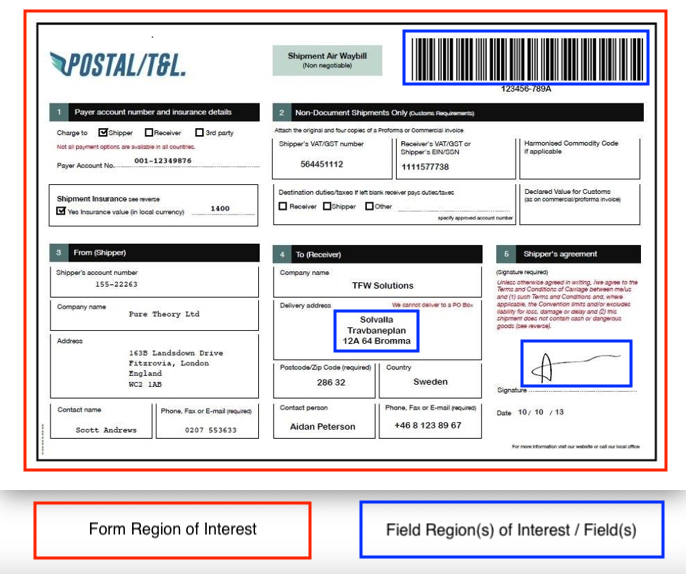 POSTAL/T&L.
Shipment Air Waybill
(Non negotiable)
123456-789A
1 Payer account number and insurance details
Charge to Shipper Receiver 3rd party
Not all payment options are available in all countries.
Payer Account No. 001-12349876
Shipment Insurance see reverse
Yes Insurance value (in local currency) 1400
2 Non-Document Shipments Only (Customs Requirements)
Attach the original and four copies of a Proforma or Commercial invoice
Shipper's VAT/GST number
564451112
Receiver's VAT/GST or
Shipper's EIN/SSN
1111577738
Harmonised Commodity Code
if applicable
Destination duties/taxes if left blank receiver pays duties/taxes
Receiver Shipper Other
specify approved account number
Declared Value for Customs
(as on commercial/proforma invoice)
3 From (Shipper)
Shipper's account number
155-22263
Company name
Pure Theory Ltd
Address
163B Landsdown Drive
Fitzrovia, London
England
WC2 1AB
Contact name
Scott Andrews
Phone, Fax or E-mail (required)
0207 553633
4 To (Receiver)
Company name
TFW Solutions
Delivery address We cannot deliver to a PO Box
Solvalla
Travbaneplan
12A 64 Bromma
Postcode/Zip Code (required)
286 32
Country
Sweden
Contact person
Aidan Peterson
Phone, Fax or E-mail (required)
+46 8 123 89 67
5 Shipper's agreement
(Signature required)
Unless otherwise agreed in writing, I/we agree to the
Terms and Conditions of Carriage between me/us
and (1) such Terms and Conditions and, where
applicable, the Convention limits and/or excludes
liability for loss, damage or delay and (2) this
shipment does not contain cash or dangerous
goods (see reverse).
Signature
Date 10/ 10 / 13
For more information visit our website or call our local office
Form Region of Interest
Field Region(s) of Interest / Field(s)